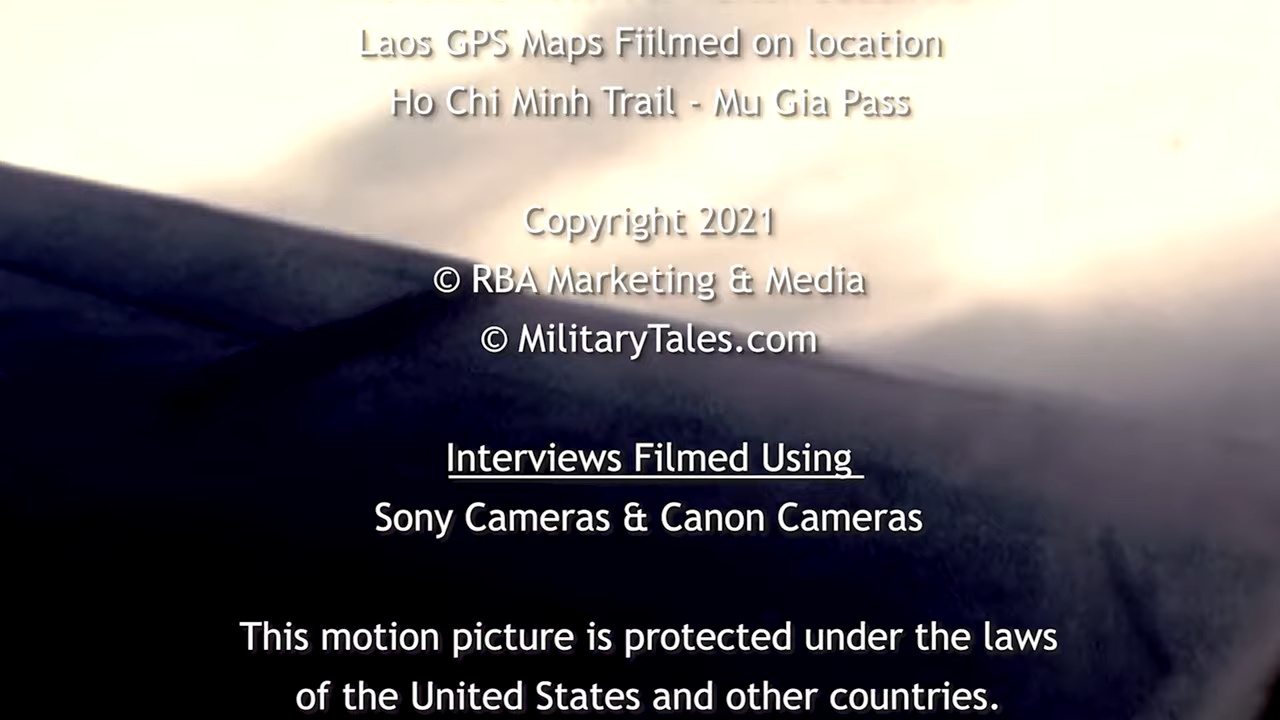 Laos GPS Maps Fiilmed on location
Ho Chi Minh Trail - Mu Gia Pass
Copyright 2021
© RBA Marketing & Media
© MilitaryTales.com
Interviews Filmed Using
Sony Cameras & Canon Cameras
This motion picture is protected under the laws
of the United States and other countries.